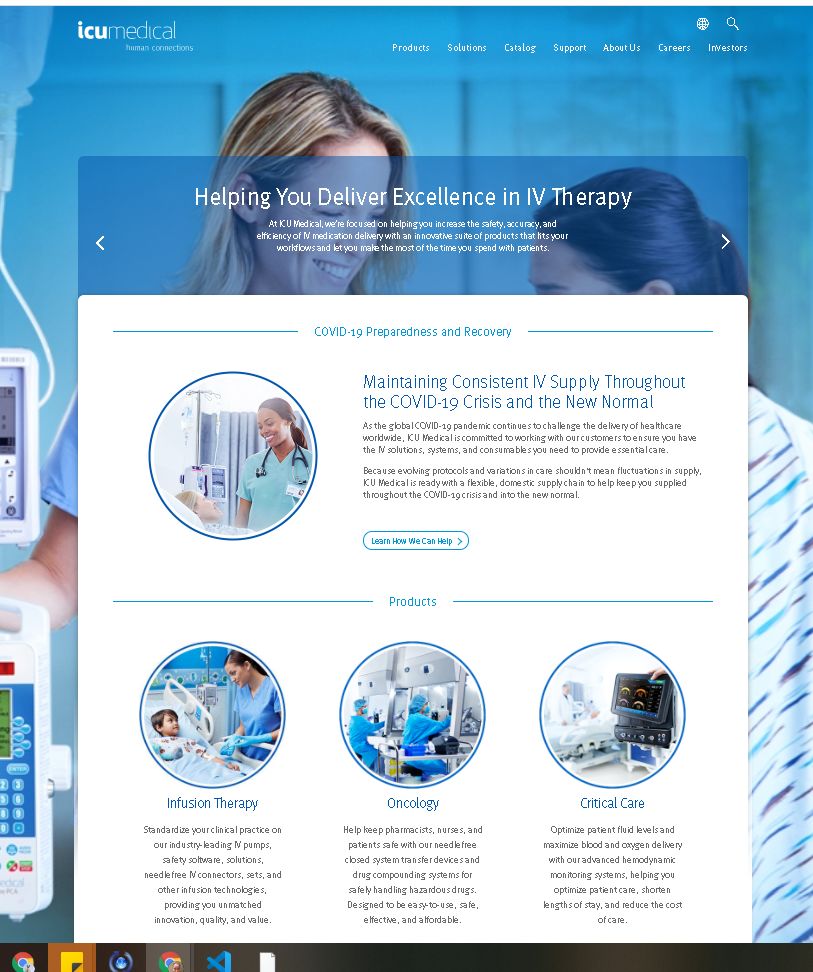 icumedical
human connections
Products Solutions Catalog Support About Us Careers Investors
Helping You Deliver Excellence in IV Therapy
At ICU Medical, we're focused on helping you increase the safety, accuracy, and
efficiency of IV medication delivery with an innovative suite of products that fits your
workflows and let you make the most of the time you spend with patients.
COVID-19 Preparedness and Recovery
Maintaining Consistent IV Supply Throughout
the COVID-19 Crisis and the New Normal
As the global COVID-19 pandemic continues to challenge the delivery of healthcare
worldwide, ICU Medical is committed to working with our customers to ensure you have
the IV solutions, systems, and consumables you need to provide essential care.
Because evolving protocols and variations in care shouldn't mean fluctuations in supply,
ICU Medical is ready with a flexible, domestic supply chain to help keep you supplied
throughout the COVID-19 crisis and into the new normal.
Learn How We Can Help
Products
Infusion Therapy
Standardize your clinical practice on
our industry-leading IV pumps,
safety software, solutions,
needlefree IV connectors, sets, and
other infusion technologies,
providing you unmatched
innovation, quality, and value.
Oncology
Help keep pharmacists, nurses, and
patients safe with our needlefree
closed system transfer devices and
drug compounding systems for
safely handling hazardous drugs.
Designed to be easy-to-use, safe,
effective, and affordable.
Critical Care
Optimize patient fluid levels and
maximize blood and oxygen delivery
with our advanced hemodynamic
monitoring systems, helping you
optimize patient care, shorten
lengths of stay, and reduce the cost
of care.